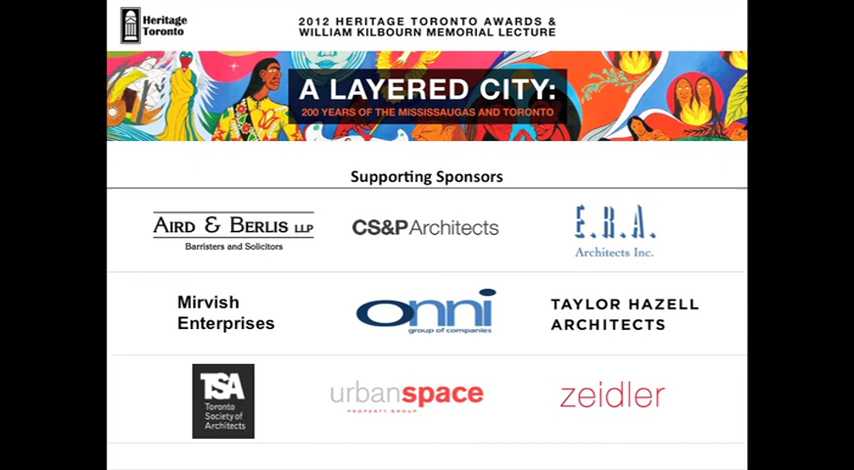 Heritage
Toronto
2012 HERITAGE TORONTO AWARDS &
WILLIAM KILBOURN MEMORIAL LECTURE
A LAYERED CITY:
200 YEARS OF THE MISSISSAUGAS AND TORONTO
Supporting Sponsors
AIRD & BERLIS LLP
Barristers and Solicitors
CS&P Architects
E.R.A.
Architects Inc.
Mirvish
Enterprises
onni
group of companies
TAYLOR HAZELL
ARCHITECTS
TSA
Toronto
Society of
Architects
urbanspace
PROPERTY GROUP
zeidler